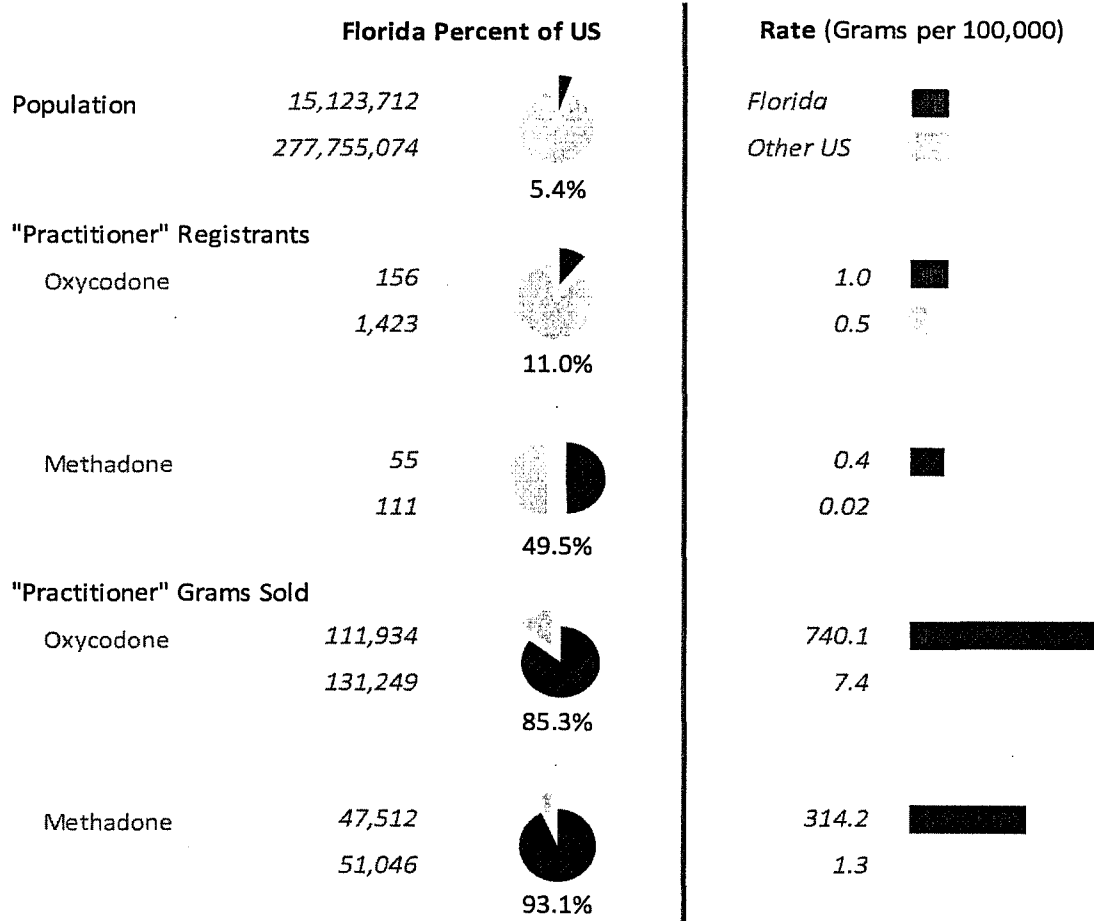 Florida Percent of US
Rate (Grams per 100,000)
Population 15,123,712
277,755,074
5.4%
Florida
Other US
"Practitioner" Registrants
Oxycodone 156 1.0
1,423 0.5
11.0%
Methadone 55 0.4
111 0.02
49.5%
"Practitioner" Grams Sold
Oxycodone 111,934 740.1
131,249 7.4
85.3%
Methadone 47,512 314.2
51,046 1.3
93.1%